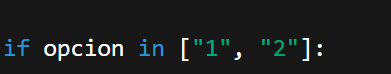 if opcion in ["1", "2"]: